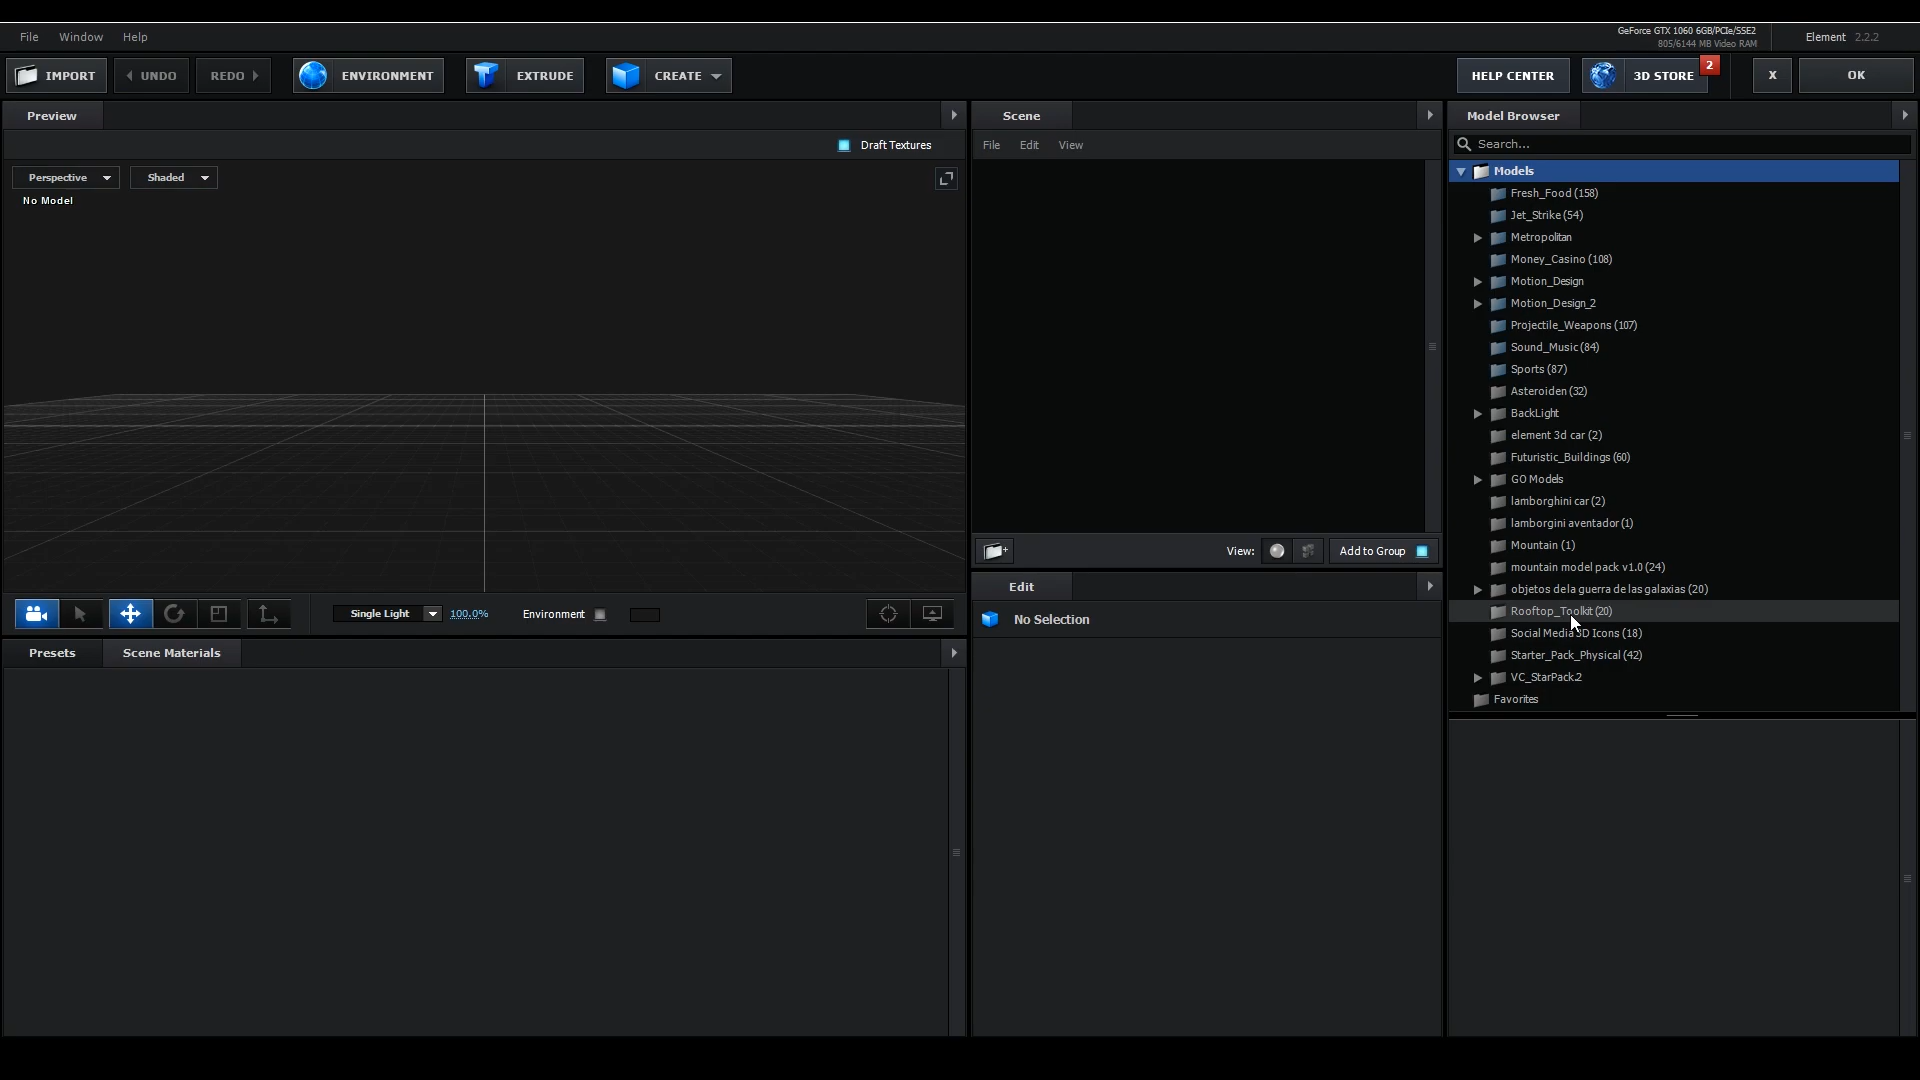 File Window Help
GeForce GTX 1060 6GB/PCIe/SSE2
805/6144 MB Video RAM
Element 2.2.2
IMPORT UNDO REDO ENVIRONMENT EXTRUDE CREATE HELP CENTER 3D STORE 2 X OK
Preview
Draft Textures
Perspective Shaded
No Model
Single Light 100.0% Environment
Presets Scene Materials
Scene
File Edit View
View: Add to Group
Edit
No Selection
Model Browser
Search...
Models
Fresh_Food (158)
Jet_Strike (54)
Metropolitan
Money_Casino (108)
Motion_Design
Motion_Design_2
Projectile_Weapons (107)
Sound_Music (84)
Sports (87)
Asteroiden (32)
BackLight
element 3d car (2)
Futuristic_Buildings (60)
GO Models
lamborghini car (2)
lamborgini aventador (1)
Mountain (1)
mountain model pack v1.0 (24)
objetos de la guerra de las galaxias (20)
Rooftop_Toolkit (20)
Social Media 3D Icons (18)
Starter_Pack_Physical (42)
VC_StarPack.2
Favorites